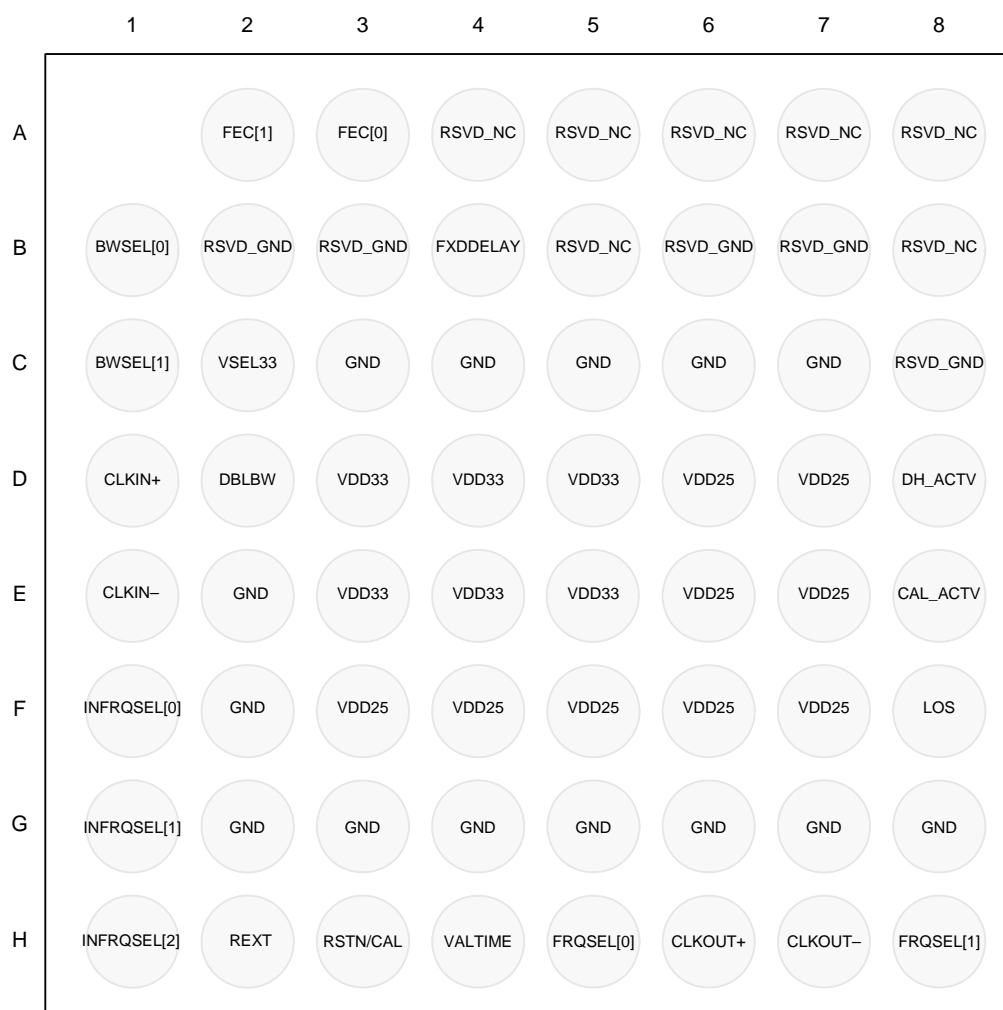 1 2 3 4 5 6 7 8
A FEC[1] FEC[0] RSVD_NC RSVD_NC RSVD_NC RSVD_NC RSVD_NC
B BWSEL[0] RSVD_GND RSVD_GND FXDDELAY RSVD_NC RSVD_GND RSVD_GND RSVD_NC
C BWSEL[1] VSEL33 GND GND GND GND GND RSVD_GND
D CLKIN+ DBLBW VDD33 VDD33 VDD33 VDD25 VDD25 DH_ACTV
E CLKIN– GND VDD33 VDD33 VDD33 VDD25 VDD25 CAL_ACTV
F INFRQSEL[0] GND VDD25 VDD25 VDD25 VDD25 VDD25 LOS
G INFRQSEL[1] GND GND GND GND GND GND GND
H INFRQSEL[2] REXT RSTN/CAL VALTIME FRQSEL[0] CLKOUT+ CLKOUT– FRQSEL[1]